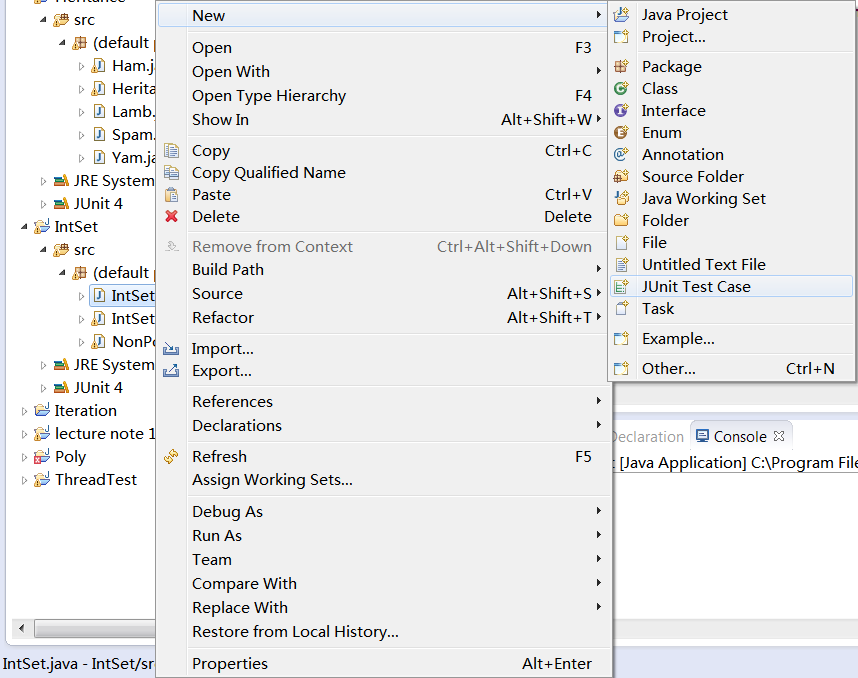 src
(default
Ham.j
Herita
Lamb.
Spam.
Yam.ja
JRE System
JUnit 4
IntSet
src
(default
IntSet
IntSet
NonPo
JRE System
JUnit 4
Iteration
lecture note 1
Poly
ThreadTest
IntSet.java - IntSet/src
New
Open F3
Open With
Open Type Hierarchy F4
Show In Alt+Shift+W
Copy Ctrl+C
Copy Qualified Name
Paste Ctrl+V
Delete Delete
Remove from Context Ctrl+Alt+Shift+Down
Build Path
Source Alt+Shift+S
Refactor Alt+Shift+T
Import...
Export...
References
Declarations
Refresh F5
Assign Working Sets...
Debug As
Run As
Team
Compare With
Replace With
Restore from Local History...
Properties Alt+Enter
Java Project
Project...
Package
Class
Interface
Enum
Annotation
Source Folder
Java Working Set
Folder
File
Untitled Text File
JUnit Test Case
Task
Example...
Other... Ctrl+N
Declaration Console
[Java Application] C:\Program File